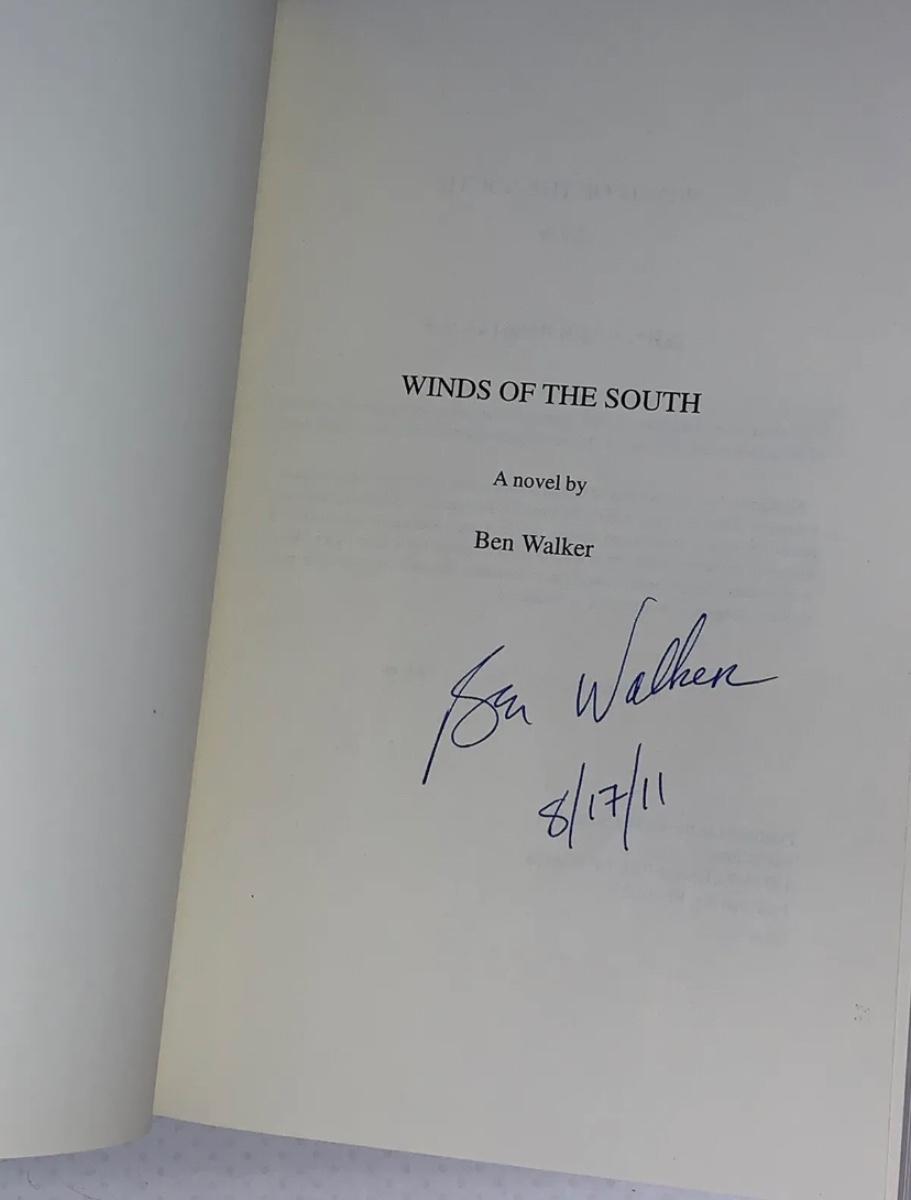 WINDS OF THE SOUTH
A novel by
Ben Walker
Ben Walker
8/17/11